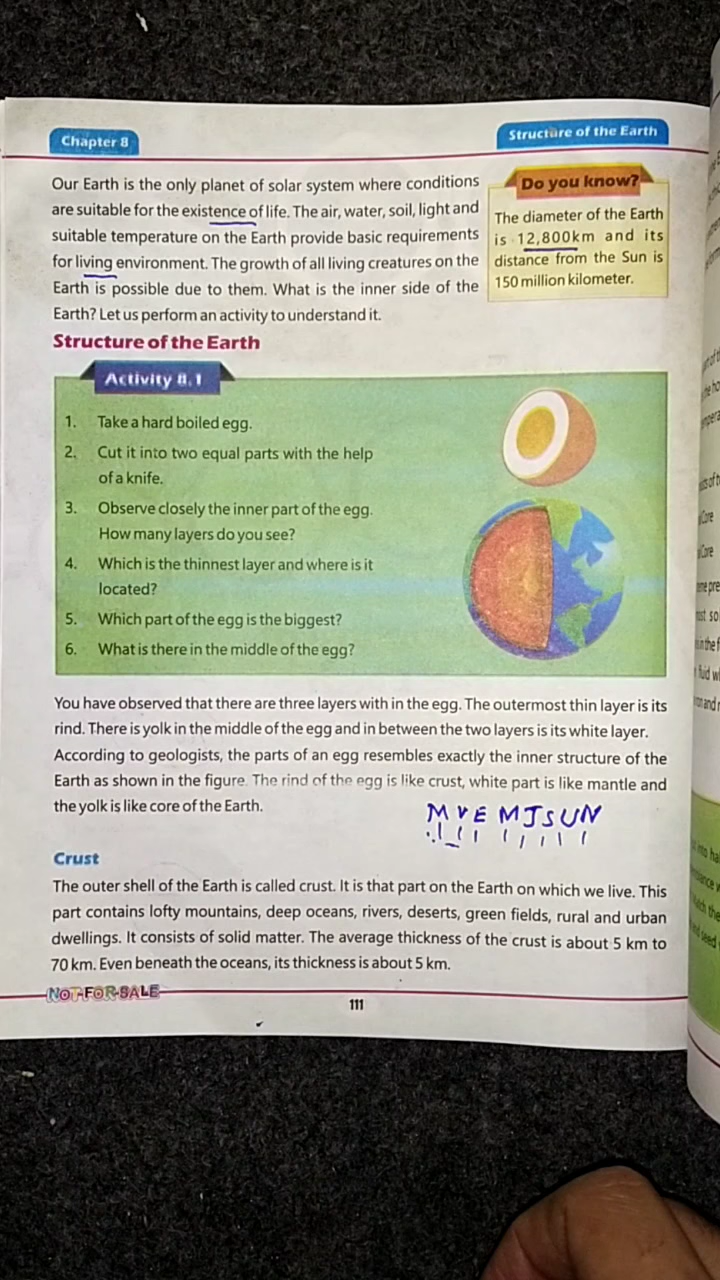 Chapter 8
Structure of the Earth
Our Earth is the only planet of solar system where conditions
are suitable for the existence of life. The air, water, soil, light and
suitable temperature on the Earth provide basic requirements
for living environment. The growth of all living creatures on the
Earth is possible due to them. What is the inner side of the
Earth? Let us perform an activity to understand it.
Do you know?
The diameter of the Earth
is 12,800km and its
distance from the Sun is
150 million kilometer.
Structure of the Earth
Activity 8.1
1. Take a hard boiled egg.
2. Cut it into two equal parts with the help
of a knife.
3. Observe closely the inner part of the egg.
How many layers do you see?
4. Which is the thinnest layer and where is it
located?
5. Which part of the egg is the biggest?
6. What is there in the middle of the egg?
You have observed that there are three layers with in the egg. The outermost thin layer is its
rind. There is yolk in the middle of the egg and in between the two layers is its white layer.
According to geologists, the parts of an egg resembles exactly the inner structure of the
Earth as shown in the figure. The rind of the egg is like crust, white part is like mantle and
the yolk is like core of the Earth.
M V E M J S U N
Crust
The outer shell of the Earth is called crust. It is that part on the Earth on which we live. This
part contains lofty mountains, deep oceans, rivers, deserts, green fields, rural and urban
dwellings. It consists of solid matter. The average thickness of the crust is about 5 km to
70 km. Even beneath the oceans, its thickness is about 5 km.
NOT FOR SALE
111
Core
Core